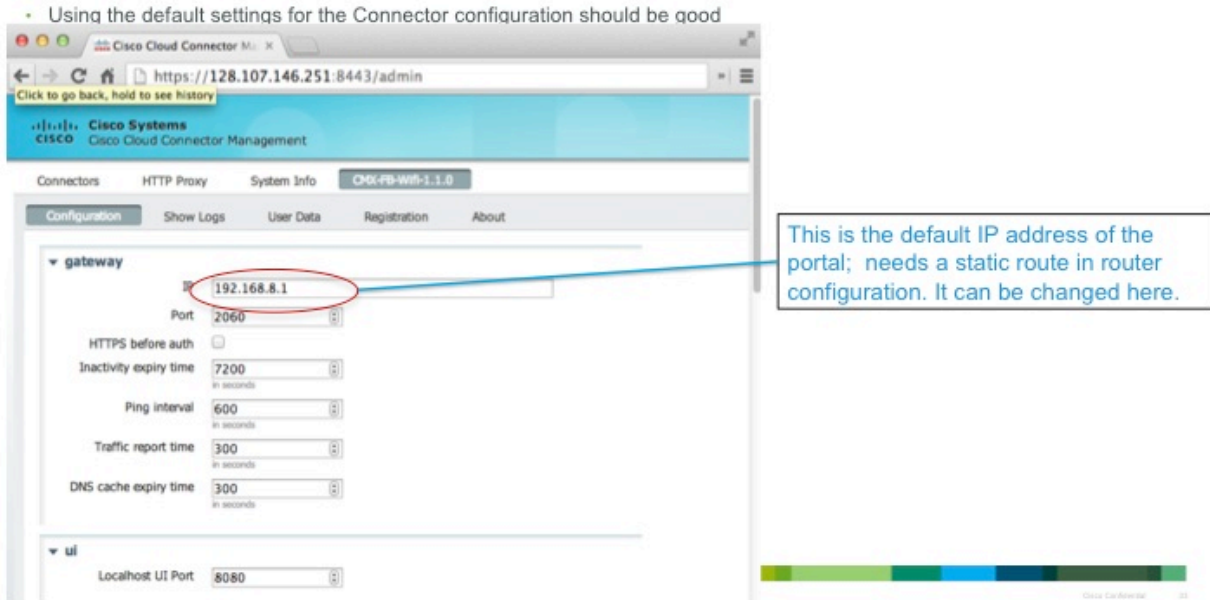 • Using the default settings for the Connector configuration should be good
Cisco Cloud Connector Ma
https://128.107.146.251:8443/admin
Click to go back, hold to see history
Cisco Systems
CISCO Cisco Cloud Connector Management
Connectors HTTP Proxy System Info CMX-FB-Wifi-1.1.0
Configuration Show Logs User Data Registration About
gateway
IP 192.168.8.1
Port 2060
HTTPS before auth
Inactivity expiry time 7200
in seconds
Ping interval 600
in seconds
Traffic report time 300
in seconds
DNS cache expiry time 300
in seconds
ui
Localhost UI Port 8080
This is the default IP address of the
portal; needs a static route in router
configuration. It can be changed here.
Cisco Confidential